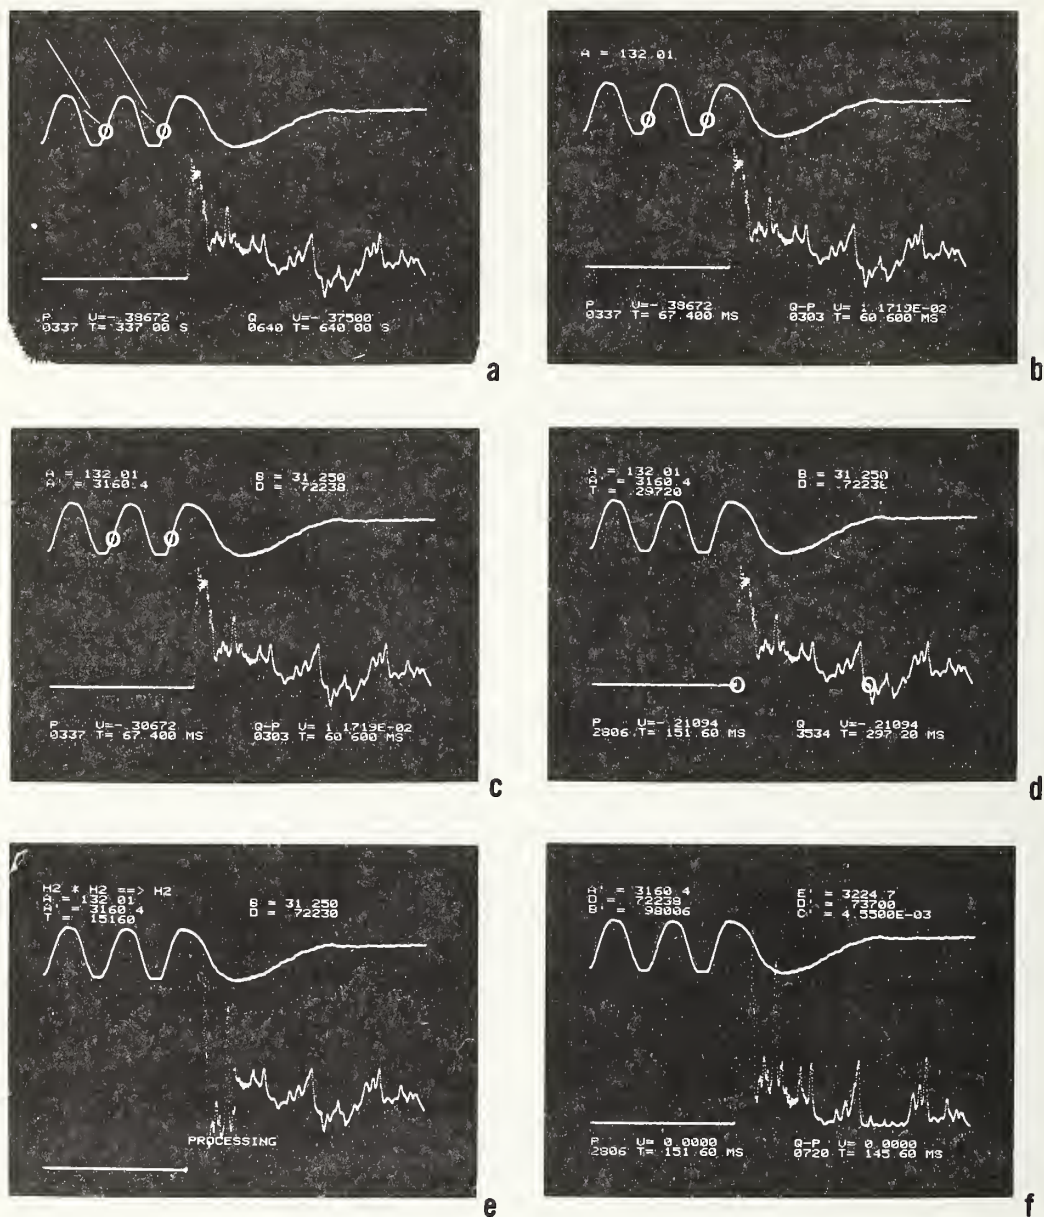 P U=-.39672 Q U=-.37500
0337 T= 337.00 S 0640 T= 640.00 S
a
A = 132.01
P U=-.39672 Q-P U= 1.1719E-02
0337 T= 67.400 MS 0303 T= 60.600 MS
b
A = 132.01 B = 31.250
A' = 3160.4 D = .72238
P U=-.30672 Q-P U= 1.1719E-02
0337 T= 67.400 MS 0303 T= 60.600 MS
c
A = 132.01 B = 31.250
A' = 3160.4 D = .72238
T = .29720
P U=-.21094 Q U=-.21094
2806 T= 151.60 MS 3534 T= 297.20 MS
d
H2 * H2 ==> H2
A = 132.01 B = 31.250
A' = 3160.4 D = .72230
T = .15160
PROCESSING
e
A' = 3160.4 E' = 3224.7
D = .72238 D' = .73700
B' = .98006 C' = 4.5500E-03
P U= 0.0000 Q-P U= 0.0000
2806 T= 151.60 MS 0720 T= 145.60 MS
f